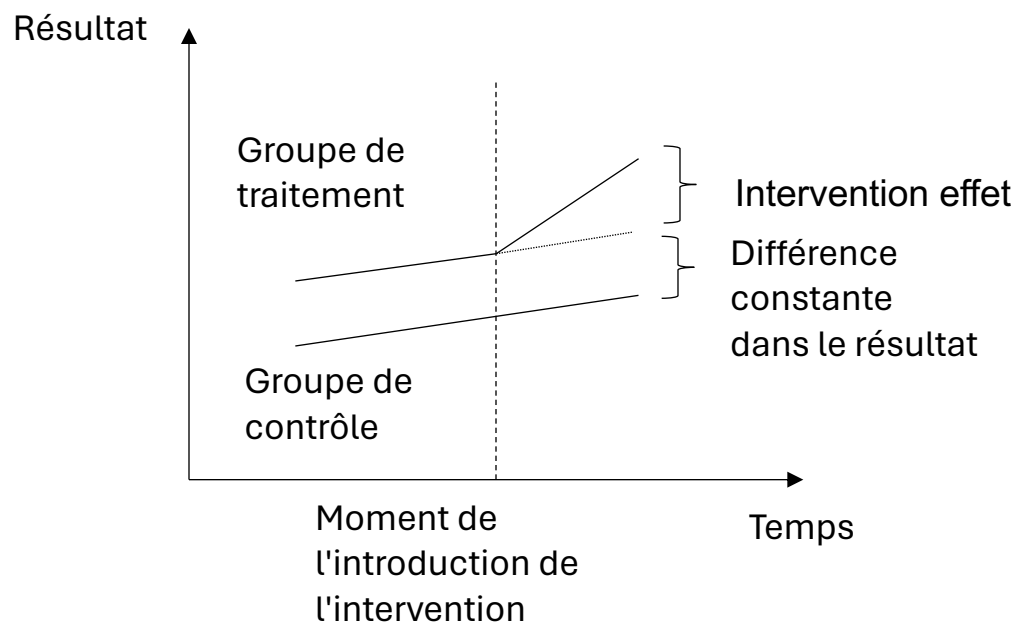 Résultat
Groupe de
traitement
Intervention effet
Différence
constante
dans le résultat
Groupe de
contrôle
Moment de
l'introduction de
l'intervention
Temps